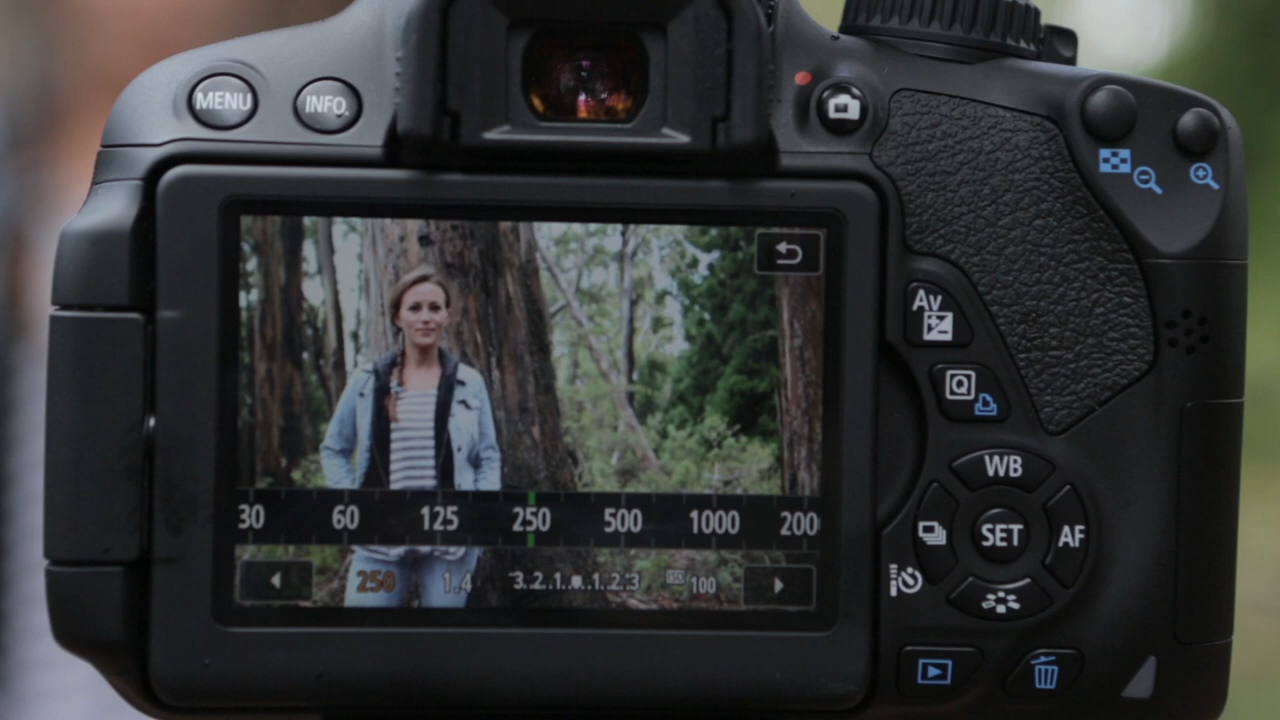 MENU INFO.
Av
Q
30 60 125 250 500 1000 200
WB
SET AF
250 1.4 3..2..1..■..1..2..3 ISO 100